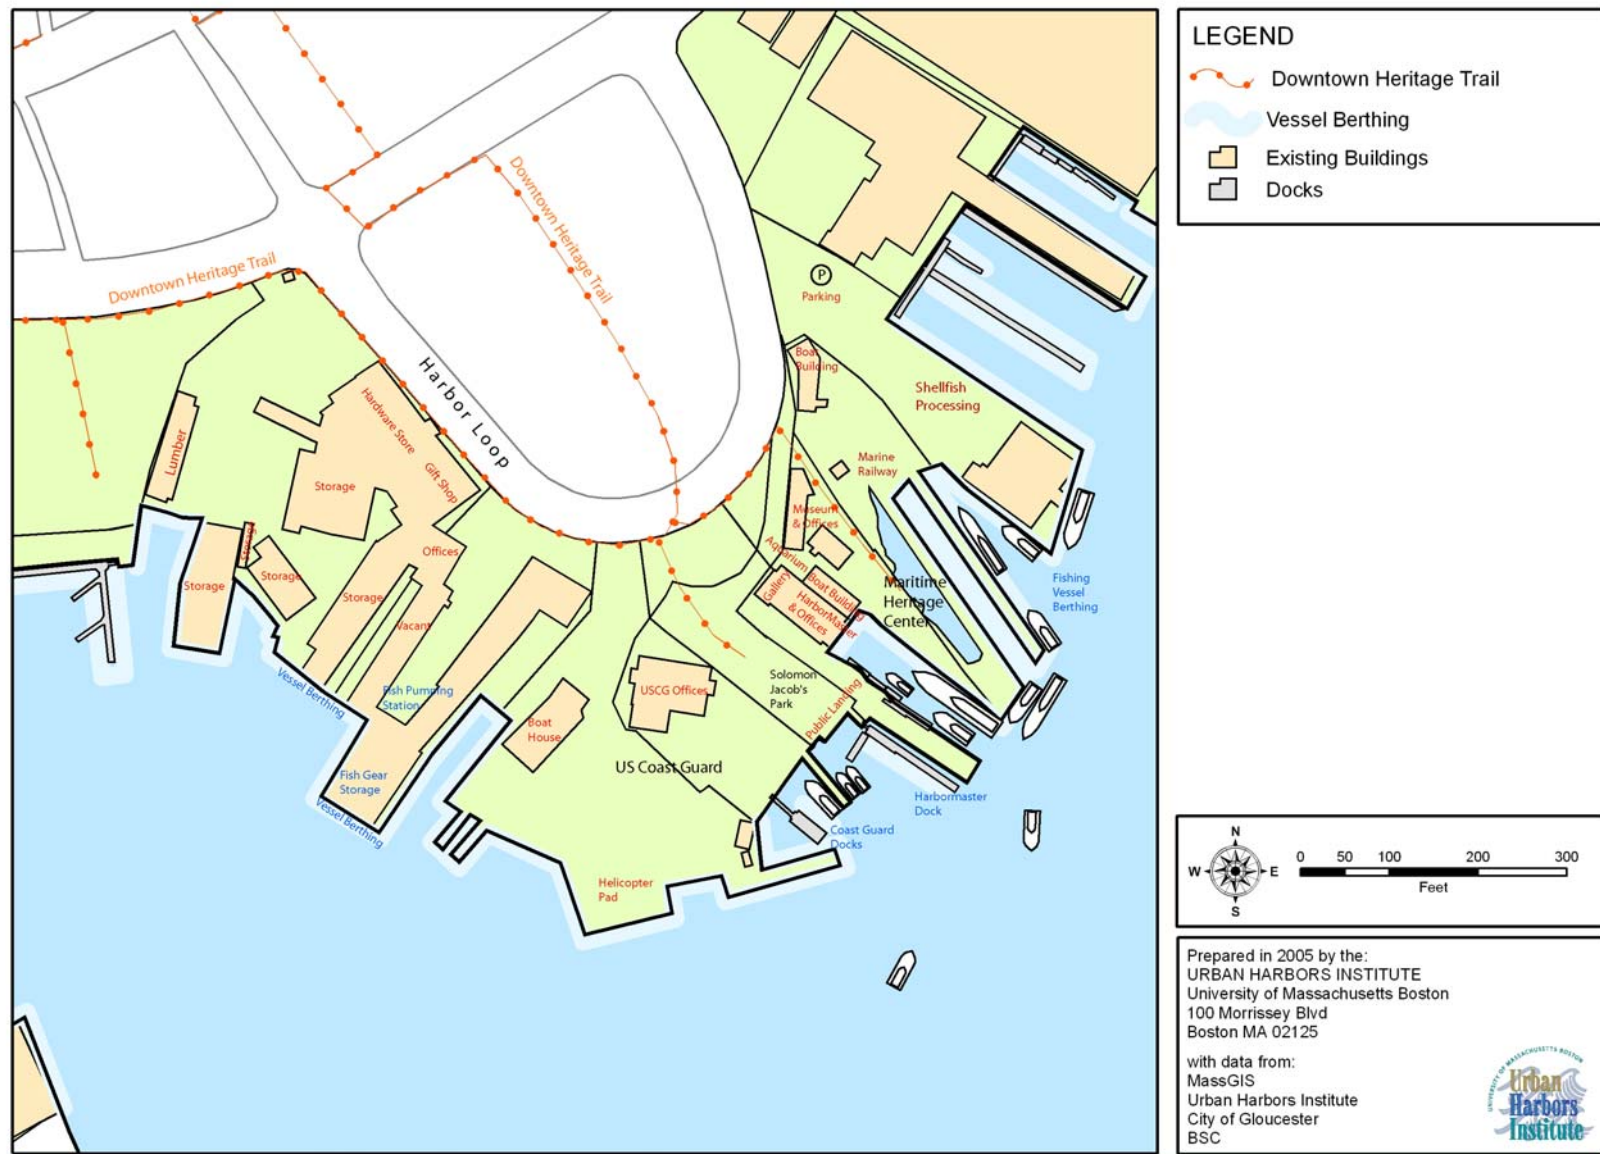 LEGEND
Downtown Heritage Trail
Vessel Berthing
Existing Buildings
Docks
Downtown Heritage Trail
Downtown Heritage Trail
Harbor Loop
P
Parking
Boat
Building
Shellfish
Processing
Marine
Railway
Museum
& Offices
Aquarium
Gallery
Boat Building
HarborMaster
& Offices
Maritime
Heritage
Center
Fishing
Vessel
Berthing
Lumber
Hardware Store
Gift Shop
Storage
Storage
Storage
Storage
Storage
Offices
Vacant
Fish Pumping
Station
Vessel Berthing
Fish Gear
Storage
Vessel Berthing
Boat
House
USCG Offices
US Coast Guard
Solomon
Jacob's
Park
Public Landing
Harbormaster
Dock
Coast Guard
Docks
Helicopter
Pad
N
W
E
S
0 50 100 200 300
Feet
Prepared in 2005 by the:
URBAN HARBORS INSTITUTE
University of Massachusetts Boston
100 Morrissey Blvd
Boston MA 02125
with data from:
MassGIS
Urban Harbors Institute
City of Gloucester
BSC
UNIVERSITY OF MASSACHUSETTS BOSTON
Urban
Harbors
Institute